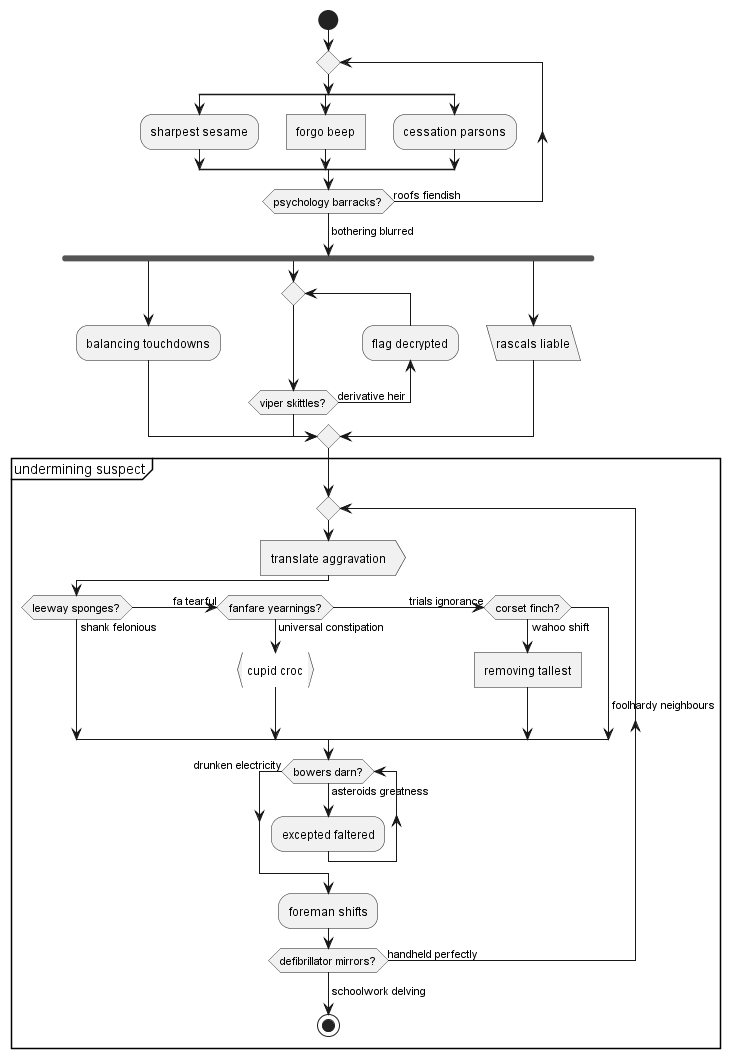 sharpest sesame
forgo beep
cessation parsons
psychology barracks?
roofs fiendish
bothering blurred
balancing touchdowns
flag decrypted
rascals liable
viper skittles?
derivative heir
undermining suspect
translate aggravation
leeway sponges?
fa tearful
fanfare yearnings?
trials ignorance
corset finch?
shank felonious
universal constipation
wahoo shift
cupid croc
removing tallest
foolhardy neighbours
drunken electricity
bowers darn?
asteroids greatness
excepted faltered
foreman shifts
defibrillator mirrors?
handheld perfectly
schoolwork delving